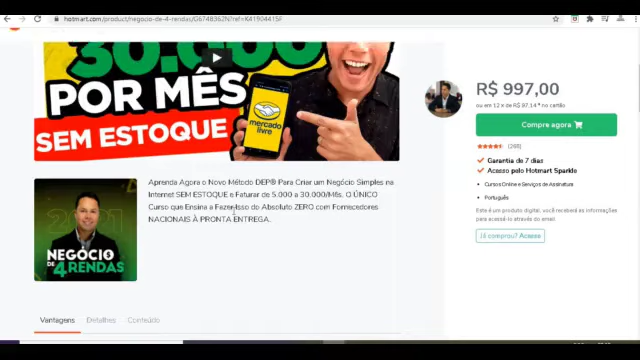 hotmart.com/product/negocio-de-4-rendas/G6748362N?ref=K41904415F
30.000
POR MÊS
SEM ESTOQUE
mercado
livre
R$ 997,00
ou em 12 x de R$ 97,14 * no cartão
Compre agora
(268)
Garantia de 7 dias
Acesso pelo Hotmart Sparkle
Cursos Online e Serviços de Assinatura
Português
Este é um produto digital, você receberá as informações
para acessá-lo através do email.
Já comprou? Acesse
Aprenda Agora o Novo Método DEP® Para Criar um Negócio Simples na
Internet SEM ESTOQUE e Faturar de 5.000 a 30.000/Mês. O ÚNICO
Curso que Ensina a Fazer Isso do Absoluto ZERO com Fornecedores
NACIONAIS À PRONTA ENTREGA.
NEGÓCIO
DE 4 RENDAS
Vantagens Detalhes Conteúdo